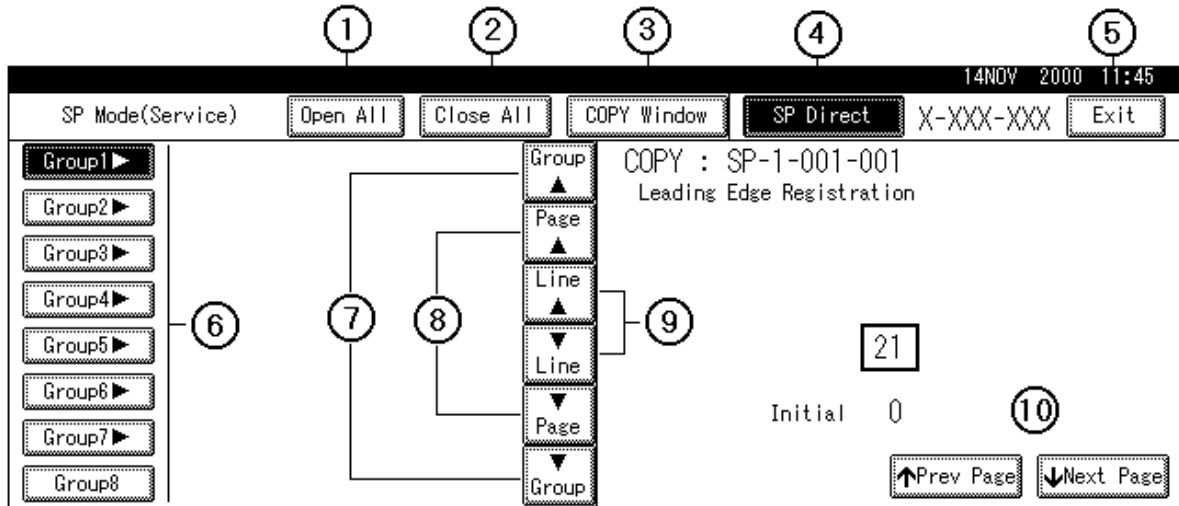 1 2 3 4 5
14NOV 2000 11:45
SP Mode(Service) Open All Close All COPY Window SP Direct X-XXX-XXX Exit
Group1▶
Group2▶
Group3▶
Group4▶
Group5▶
Group6▶
Group7▶
Group8
6
7
8
Group
▲
Page
▲
Line
▲
▼
Line
▼
Page
▼
Group
9
COPY : SP-1-001-001
Leading Edge Registration
21
Initial 0
10
↑Prev Page ↓Next Page